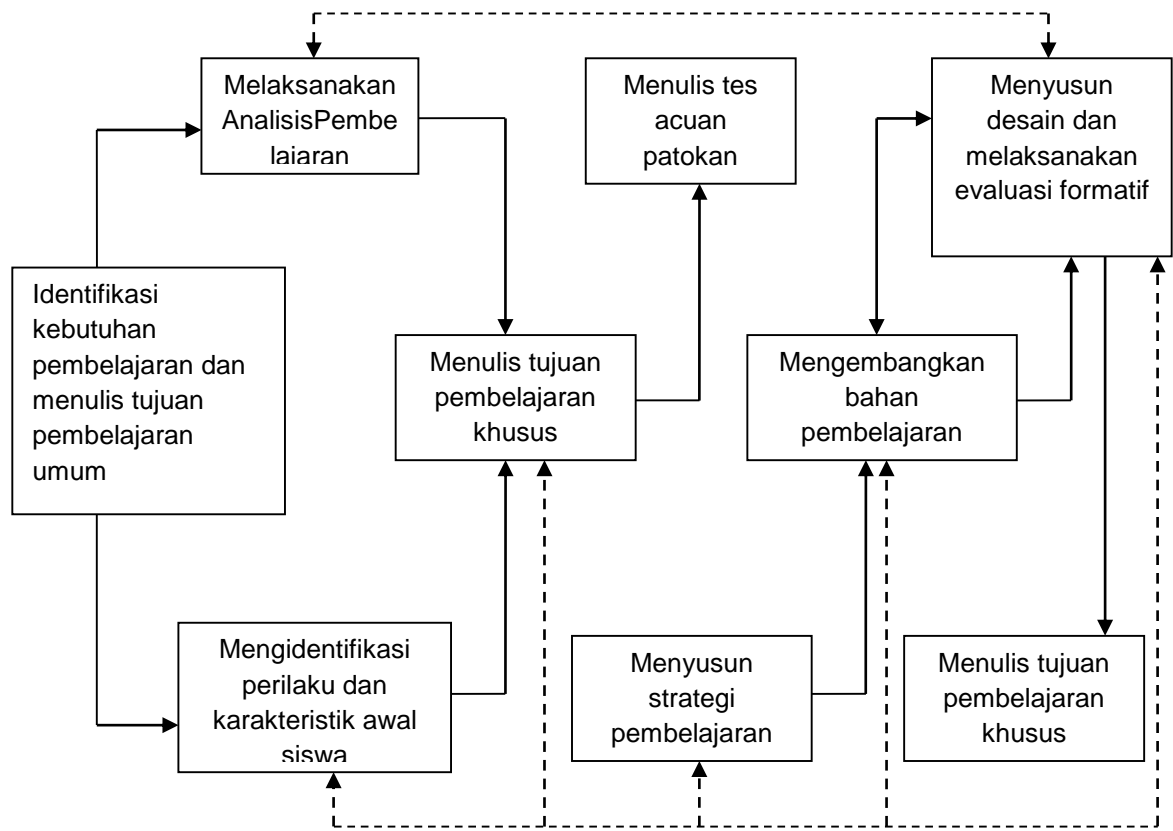 Melaksanakan
AnalisisPembe
lajaran
Menulis tes
acuan
patokan
Menyusun
desain dan
melaksanakan
evaluasi formatif
Identifikasi
kebutuhan
pembelajaran dan
menulis tujuan
pembelajaran
umum
Menulis tujuan
pembelajaran
khusus
Mengembangkan
bahan
pembelajaran
Mengidentifikasi
perilaku dan
karakteristik awal
siswa
Menyusun
strategi
pembelajaran
Menulis tujuan
pembelajaran
khusus